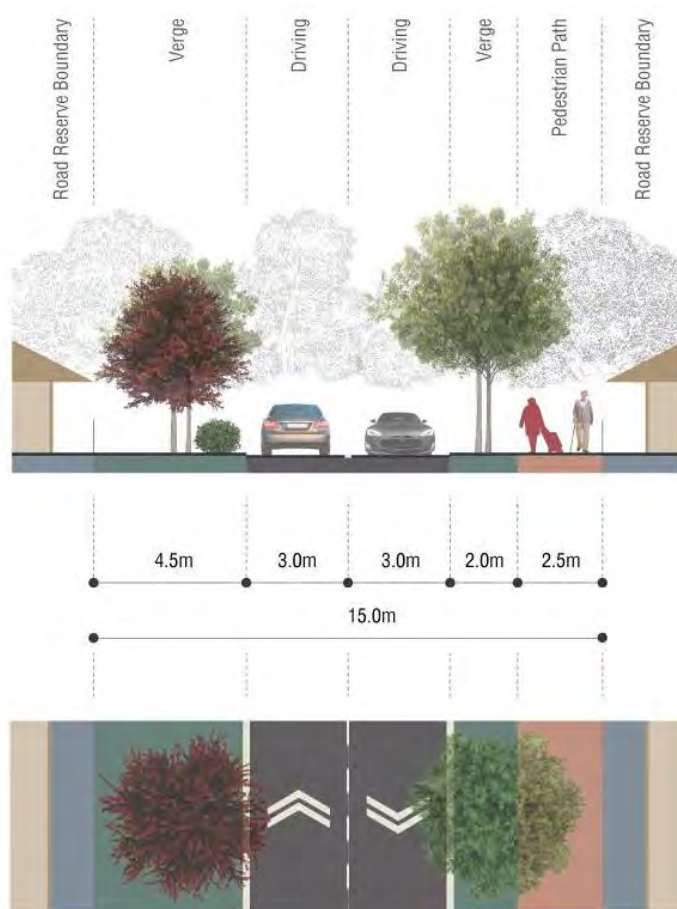 Road Reserve Boundary
Verge
Driving
Driving
Verge
Pedestrian Path
Road Reserve Boundary
4.5m
3.0m
3.0m
2.0m
2.5m
15.0m